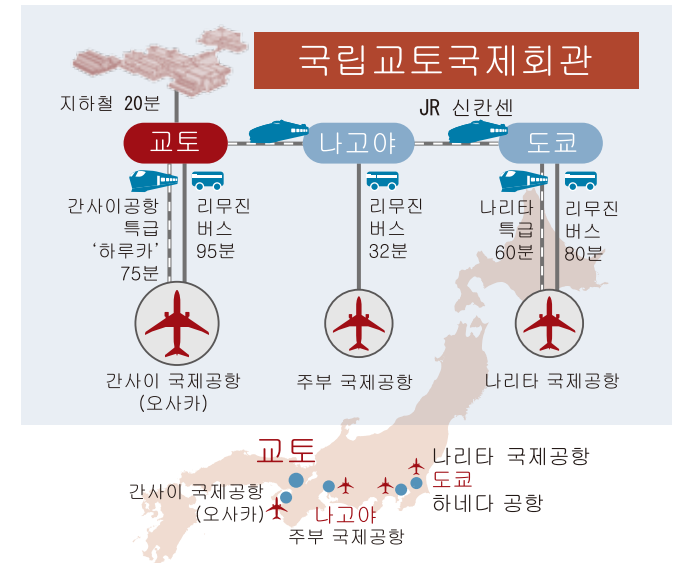 국립교토국제회관
지하철 20분
JR 신칸센
교토
나고야
도쿄
간사이공항
특급
‘하루카’
75분
리무진
버스
95분
리무진
버스
32분
나리타
특급
60분
리무진
버스
80분
간사이 국제공항
(오사카)
주부 국제공항
나리타 국제공항
교토
나리타 국제공항
도쿄
하네다 공항
간사이 국제공항
(오사카)
나고야
주부 국제공항